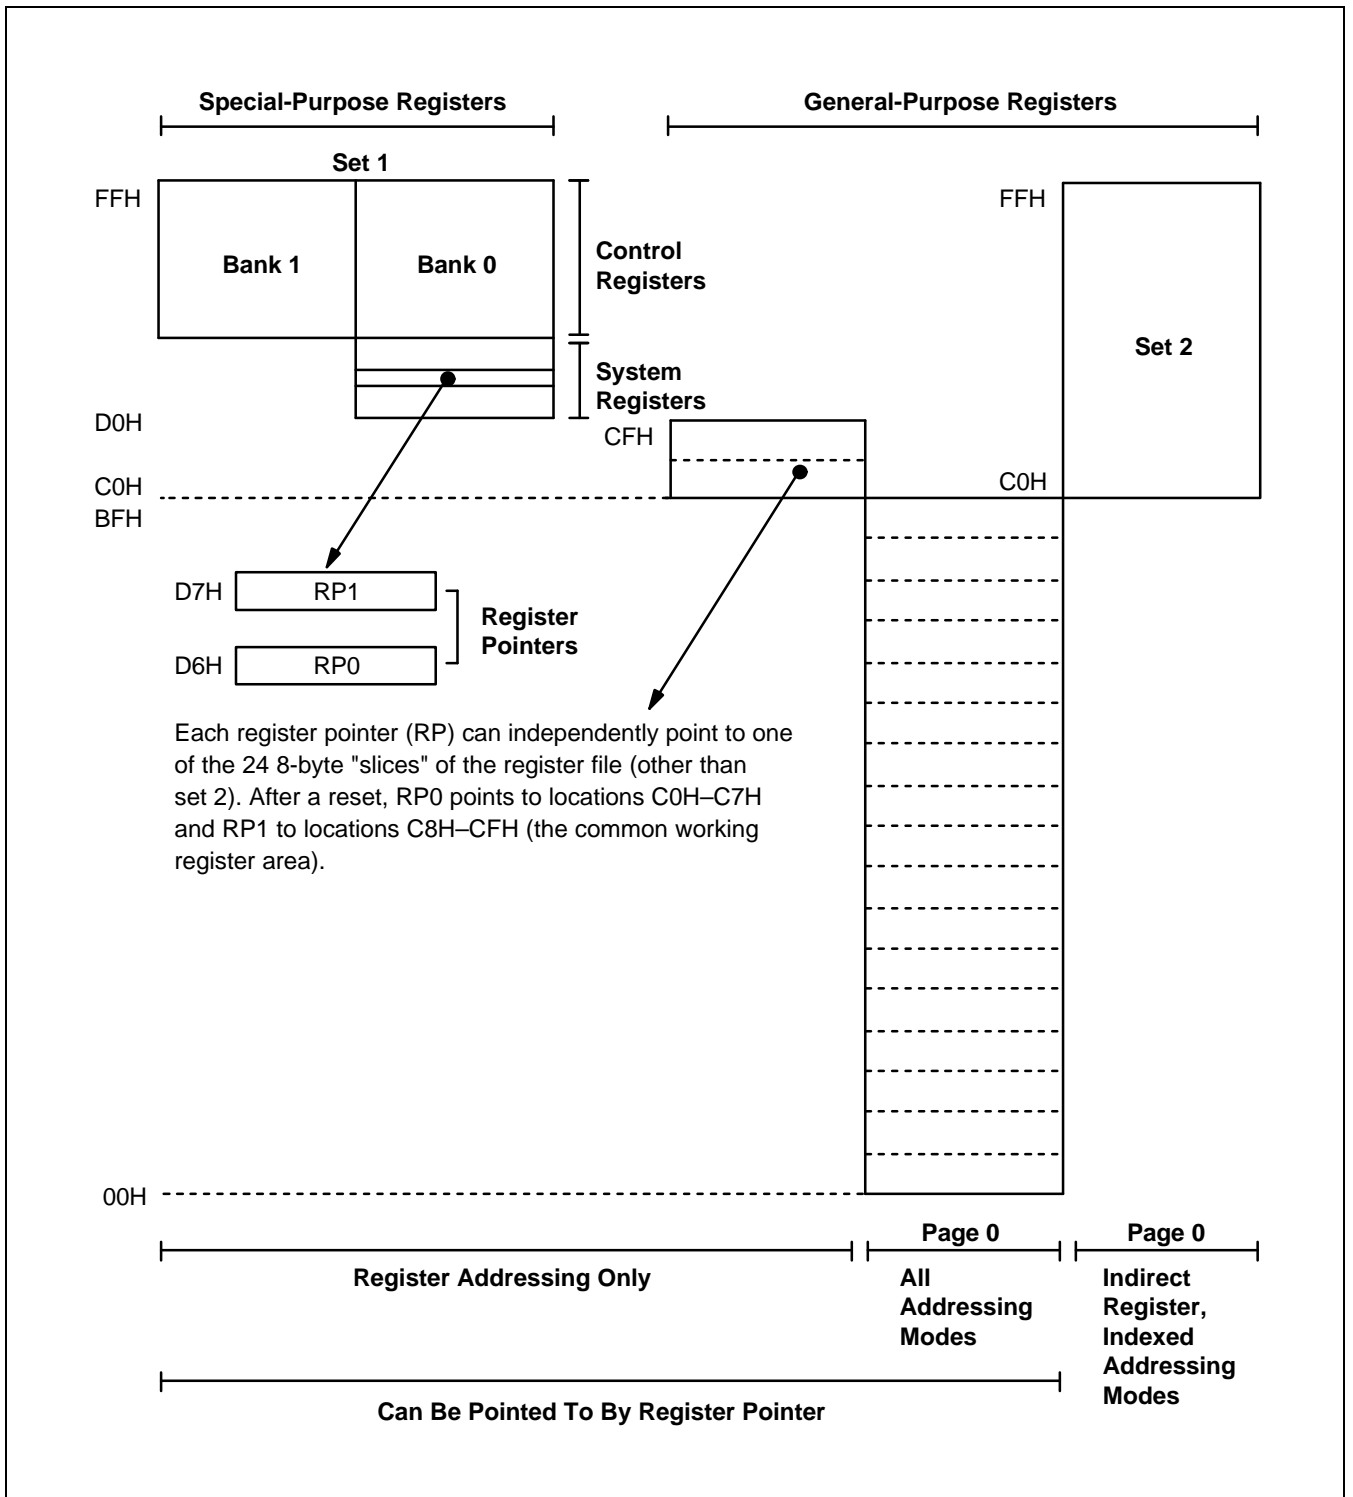 Special-Purpose Registers
General-Purpose Registers
Set 1
FFH
Bank 1
Bank 0
Control
Registers
FFH
Set 2
System
Registers
D0H
CFH
C0H
C0H
BFH
D7H
RP1
Register
Pointers
D6H
RP0
Each register pointer (RP) can independently point to one
of the 24 8-byte "slices" of the register file (other than
set 2). After a reset, RP0 points to locations C0H–C7H
and RP1 to locations C8H–CFH (the common working
register area).
00H
Page 0
Page 0
Register Addressing Only
All
Addressing
Modes
Indirect
Register,
Indexed
Addressing
Modes
Can Be Pointed To By Register Pointer